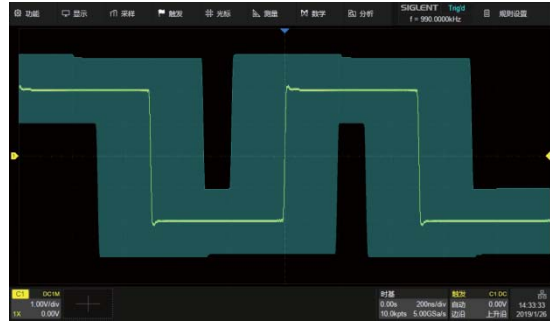 功能 显示 采样 触发 光标 测量 数学 分析 SIGLENT Trig'd 规则设置
f = 990.0000kHz
C1 DC1M
1.00V/div
1X 0.00V
时基
0.00s 200ns/div
10.0kpts 5.00GSa/s
触发 C1 DC
自动 0.00V
边沿 上升沿
14:33:33
2019/1/26